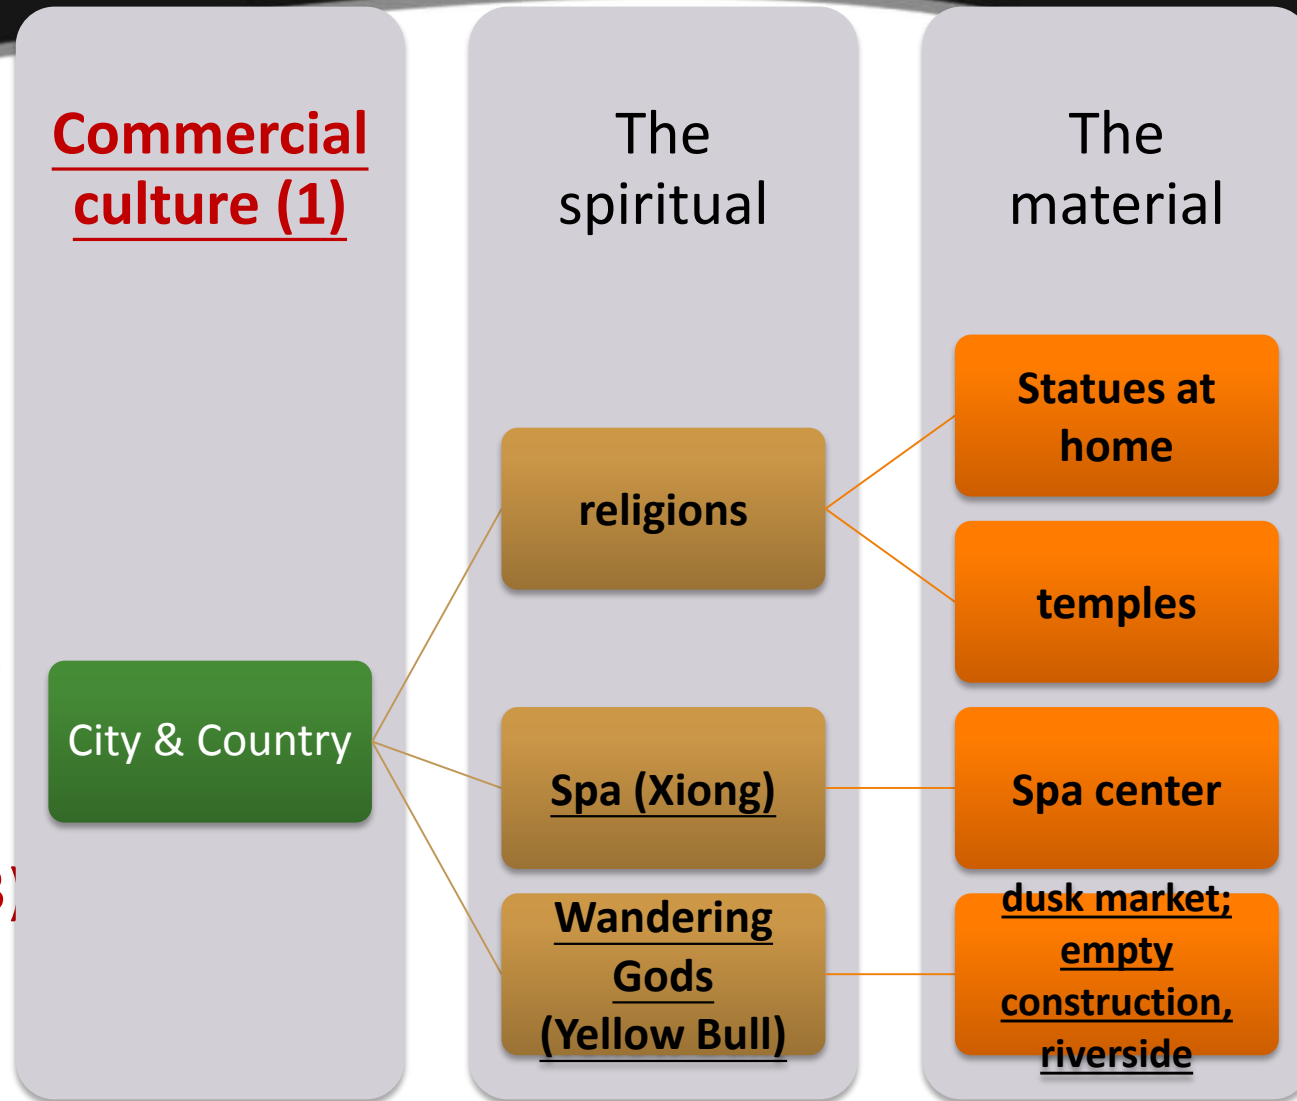 Commercial
culture (1)
The
spiritual
The
material
City & Country
religions
Spa (Xiong)
Wandering
Gods
(Yellow Bull)
Statues at
home
temples
Spa center
dusk market;
empty
construction,
riverside